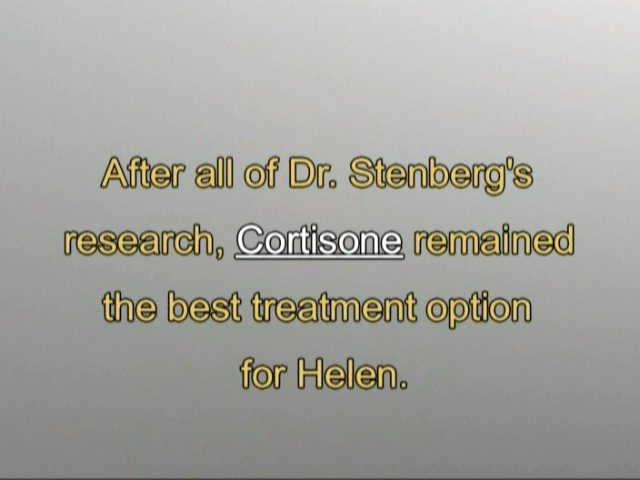 After all of Dr. Stenberg's
research, Cortisone remained
the best treatment option
for Helen.